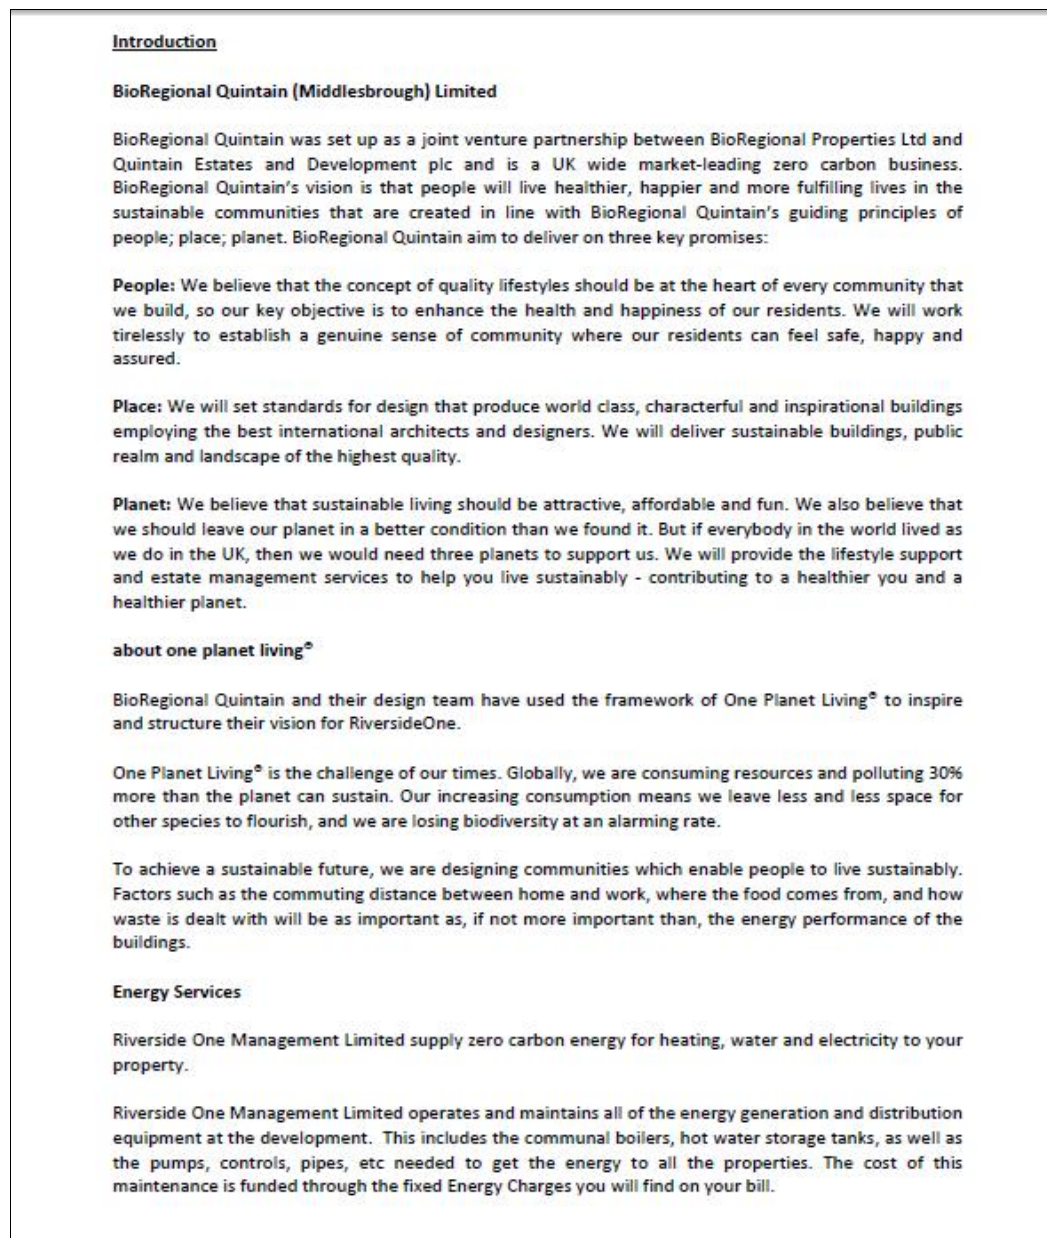 Introduction
BioRegional Quintain (Middlesbrough) Limited
BioRegional Quintain was set up as a joint venture partnership between BioRegional Properties Ltd and
Quintain Estates and Development plc and is a UK wide market-leading zero carbon business.
BioRegional Quintain's vision is that people will live healthier, happier and more fulfilling lives in the
sustainable communities that are created in line with BioRegional Quintain's guiding principles of
people; place; planet. BioRegional Quintain aim to deliver on three key promises:
People: We believe that the concept of quality lifestyles should be at the heart of every community that
we build, so our key objective is to enhance the health and happiness of our residents. We will work
tirelessly to establish a genuine sense of community where our residents can feel safe, happy and
assured.
Place: We will set standards for design that produce world class, characterful and inspirational buildings
employing the best international architects and designers. We will deliver sustainable buildings, public
realm and landscape of the highest quality.
Planet: We believe that sustainable living should be attractive, affordable and fun. We also believe that
we should leave our planet in a better condition than we found it. But if everybody in the world lived as
we do in the UK, then we would need three planets to support us. We will provide the lifestyle support
and estate management services to help you live sustainably - contributing to a healthier you and a
healthier planet.
about one planet living®
BioRegional Quintain and their design team have used the framework of One Planet Living® to inspire
and structure their vision for RiversideOne.
One Planet Living® is the challenge of our times. Globally, we are consuming resources and polluting 30%
more than the planet can sustain. Our increasing consumption means we leave less and less space for
other species to flourish, and we are losing biodiversity at an alarming rate.
To achieve a sustainable future, we are designing communities which enable people to live sustainably.
Factors such as the commuting distance between home and work, where the food comes from, and how
waste is dealt with will be as important as, if not more important than, the energy performance of the
buildings.
Energy Services
Riverside One Management Limited supply zero carbon energy for heating, water and electricity to your
property.
Riverside One Management Limited operates and maintains all of the energy generation and distribution
equipment at the development. This includes the communal boilers, hot water storage tanks, as well as
the pumps, controls, pipes, etc needed to get the energy to all the properties. The cost of this
maintenance is funded through the fixed Energy Charges you will find on your bill.